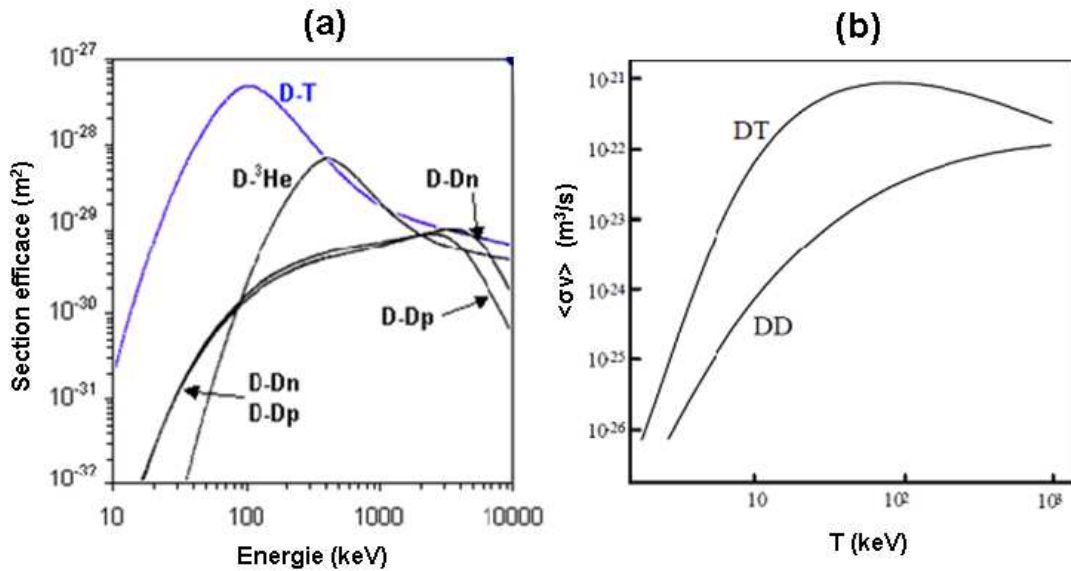 (a)
10⁻²⁷
10⁻²⁸
10⁻²⁹
10⁻³⁰
10⁻³¹
10⁻³²
Section efficace (m²)
D-T
D-³He
D-Dn
D-Dp
D-Dn
D-Dp
10
100
1000
10000
Energie (keV)
(b)
10⁻²¹
10⁻²²
10⁻²³
10⁻²⁴
10⁻²⁵
10⁻²⁶
<σv> (m³/s)
DT
DD
10
10²
10³
T (keV)